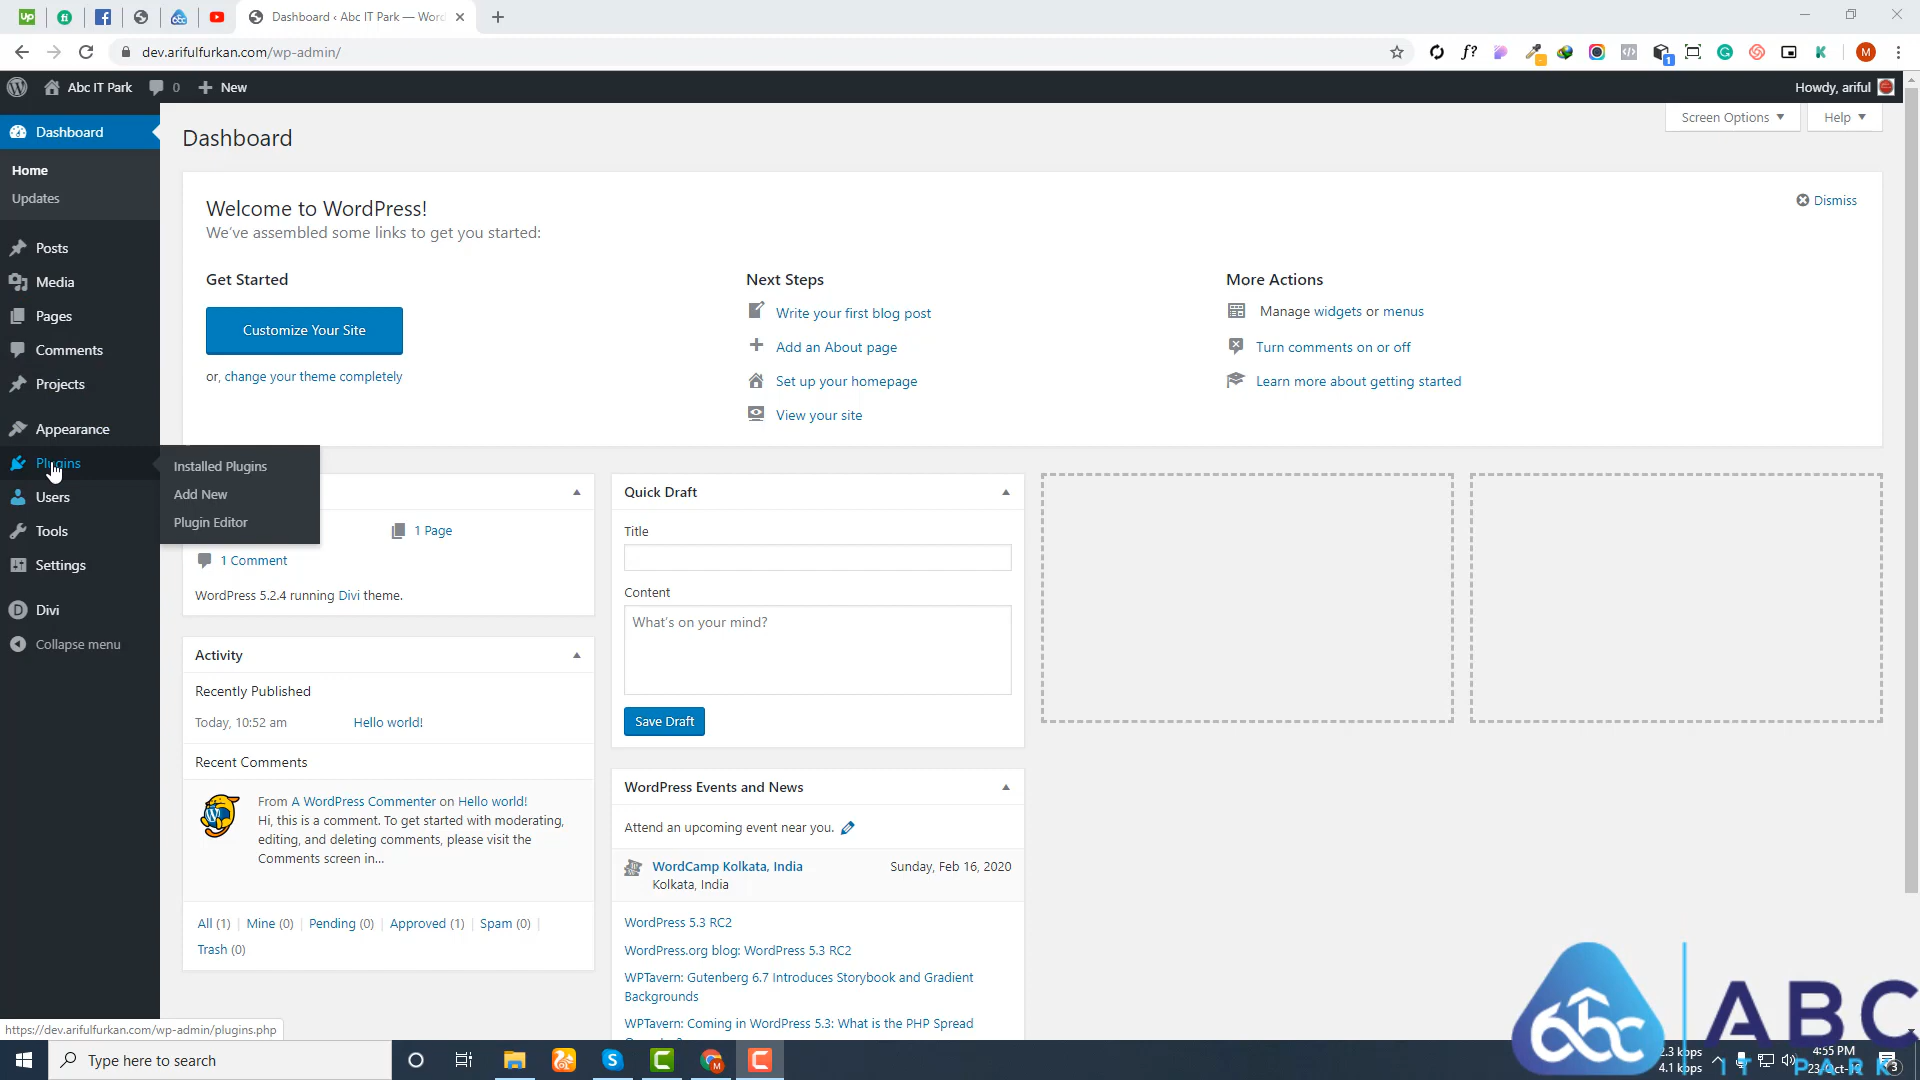 Up
fi
abc
Dashboard ‹ Abc IT Park — Wor
dev.arifulfurkan.com/wp-admin/
f?
1
K
M
Abc IT Park
0
New
Howdy, ariful
Dashboard
Home
Updates
Posts
Media
Pages
Comments
Projects
Appearance
Plugins
Users
Tools
Settings
Divi
Collapse menu
Installed Plugins
Add New
Plugin Editor
Dashboard
Screen Options
Help
Welcome to WordPress!
We've assembled some links to get you started:
Dismiss
Get Started
Customize Your Site
or, change your theme completely
Next Steps
Write your first blog post
Add an About page
Set up your homepage
View your site
More Actions
Manage widgets or menus
Turn comments on or off
Learn more about getting started
1 Page
1 Comment
WordPress 5.2.4 running Divi theme.
Activity
Recently Published
Today, 10:52 am Hello world!
Recent Comments
From A WordPress Commenter on Hello world!
Hi, this is a comment. To get started with moderating,
editing, and deleting comments, please visit the
Comments screen in...
All (1) | Mine (0) | Pending (0) | Approved (1) | Spam (0) |
Trash (0)
Quick Draft
Title
Content
What's on your mind?
Save Draft
WordPress Events and News
Attend an upcoming event near you.
WordCamp Kolkata, India
Sunday, Feb 16, 2020
Kolkata, India
WordPress 5.3 RC2
WordPress.org blog: WordPress 5.3 RC2
WPTavern: Gutenberg 6.7 Introduces Storybook and Gradient
Backgrounds
WPTavern: Coming in WordPress 5.3: What is the PHP Spread
https://dev.arifulfurkan.com/wp-admin/plugins.php
Type here to search
abc
ABC
IT PARK
2.3 kbps
4.1 kbps
4:55 PM
3